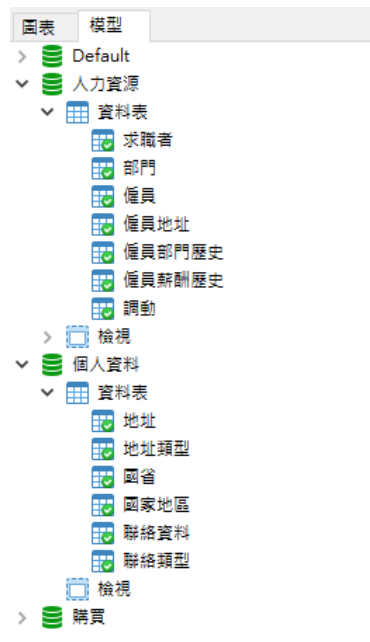 圖表 模型
Default
人力資源
資料表
求職者
部門
僱員
僱員地址
僱員部門歷史
僱員薪酬歷史
調動
檢視
個人資料
資料表
地址
地址類型
國省
國家地區
聯絡資料
聯絡類型
檢視
購買